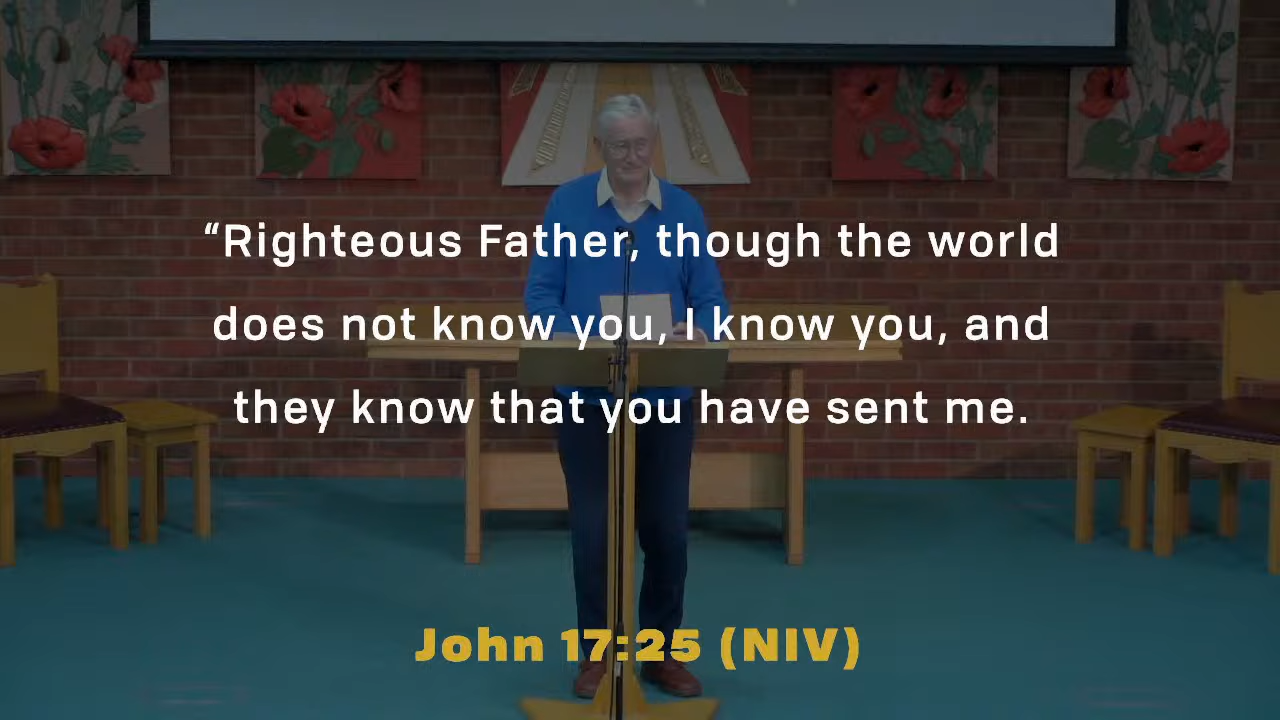 “Righteous Father, though the world
does not know you, I know you, and
they know that you have sent me.
John 17:25 (NIV)